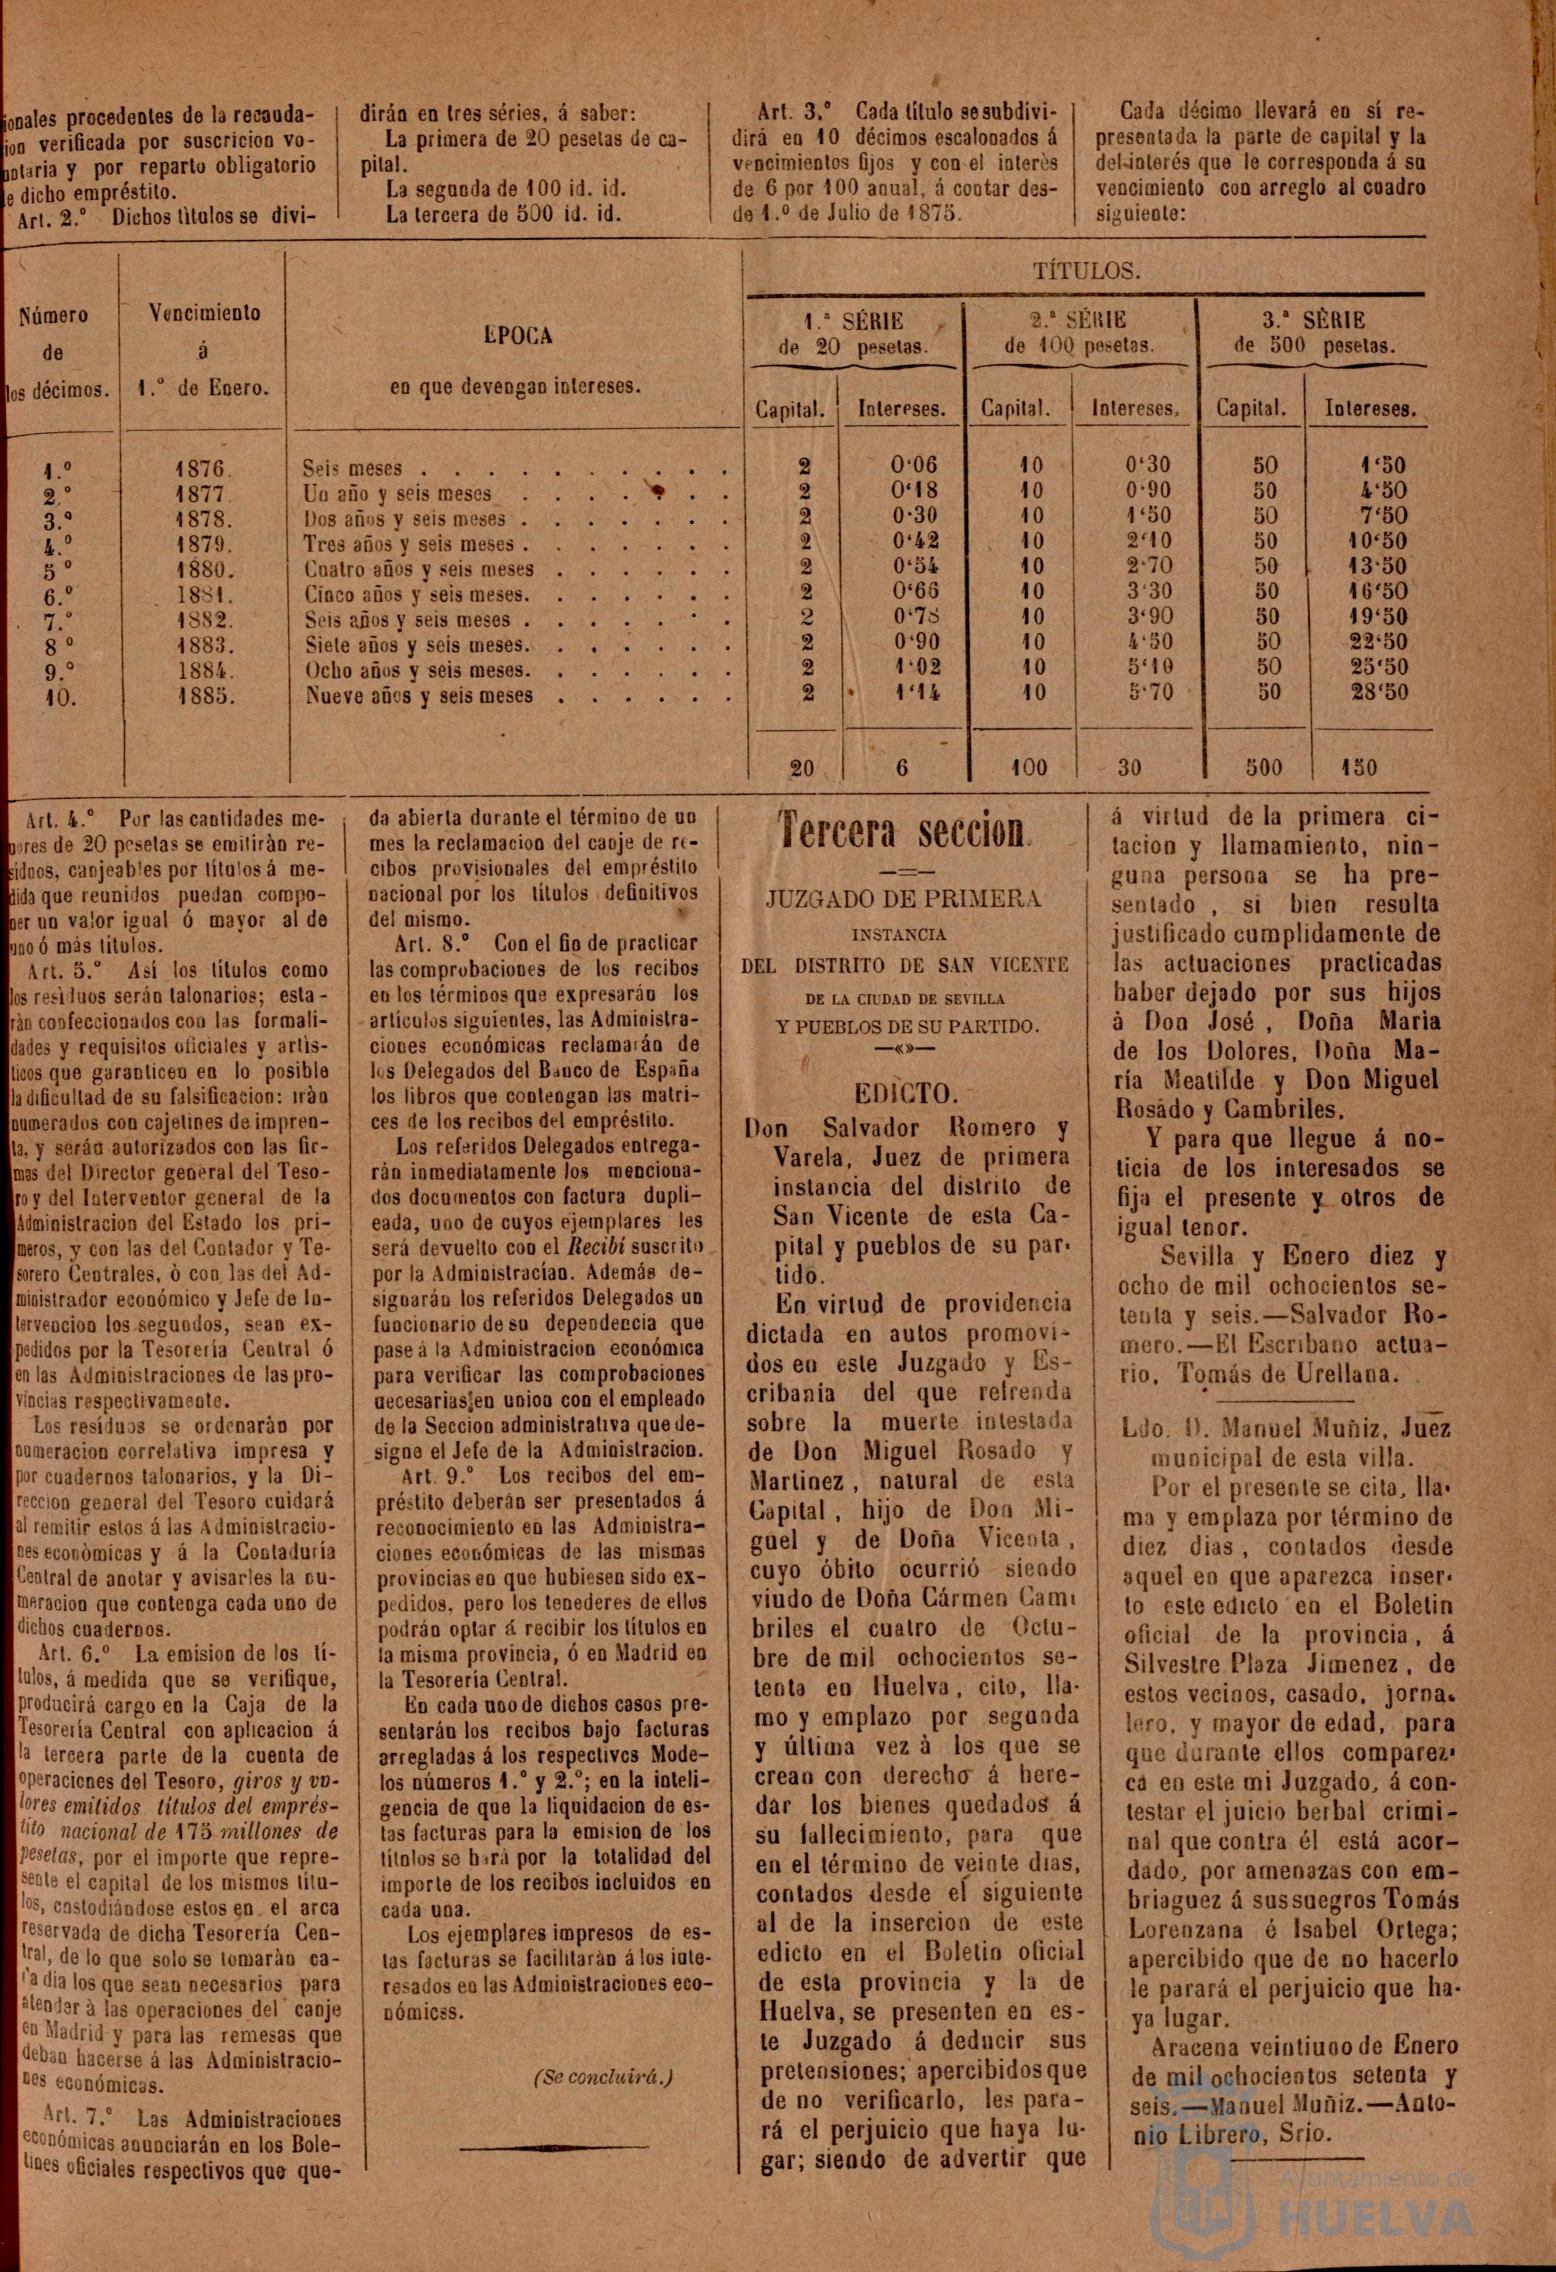 ionales procedentes de la recauda-
ion verificada por suscricion vo-
untaria y por reparto obligatorio
e dicho empréstito.
Art. 2.º Dichos titulos se divi-
dirán en tres séries, á saber:
La primera de 20 pesetas de ca-
pital.
La segunda de 100 id. id.
La tercera de 500 id. id.
Art. 3.º Cada título se subdivi-
dirá en 10 décimos escalonados á
vencimientos fijos y con el interès
de 6 por 100 anual, á contar des-
de 1.º de Julio de 1875.
Cada décimo llevará en sí re-
presentada la parte de capital y la
del interés que le corresponda á su
vencimiento con arreglo al cuadro
siguiente:
TÍTULOS.
Número de los décimos. Vencimiento á 1.º de Enero. EPOCA en que devengan intereses.
1.ª SÉRIE de 20 pesetas. 2.ª SÉRIE de 100 pesetas. 3.ª SÈRIE de 500 pesetas.
Capital. Intereses. Capital. Intereses. Capital. Intereses.
1.º 1876. Seis meses . . . . . . . . . . 2 0·06 10 0‘30 50 1‘50
2.º 1877. Un año y seis meses . . . . . . . 2 0‘18 10 0·90 50 4‘50
3.º 1878. Dos años y seis meses . . . . . . . 2 0·30 10 1‘50 50 7‘50
4.º 1879. Tres años y seis meses . . . . . . . 2 0‘42 10 2‘10 50 10‘50
5º 1880. Cuatro años y seis meses . . . . . . 2 0‘54 10 2·70 50 13·50
6.º 1881. Cinco años y seis meses. . . . . . . 2 0‘66 10 3‘30 50 16‘50
7.º 1882. Seis años y seis meses . . . . . . . 2 0‘78 10 3‘90 50 19‘50
8º 1883. Siete años y seis meses. . . . . . . 2 0‘90 10 4‘50 50 22·50
9.º 1884. Ocho años y seis meses. . . . . . . 2 1·02 10 5‘10 50 25‘50
10. 1885. Nueve años y seis meses . . . . . . 2 1‘14 10 5‘70 50 28‘50
20 6 100 30 500 150
Art. 4.º Por las cantidades me-
nores de 20 pesetas se emitiràn re-
síduos, canjeables por títulos á me-
dida que reunidos puedan compo-
ner un valor igual ó mayor al de
uno ó más títulos.
Art. 5.º Así los títulos como
los resìduos serán talonarios; esta-
ràn confeccionados con las formali-
dades y requisitos oficiales y artìs-
ticos que garanticen en lo posible
la dificultad de su falsificacion: iràn
numerados con cajetines de impren-
ta, y serán autorizados con las fir-
mas del Director general del Teso-
ro y del Interventor general de la
Administracion del Estado los pri-
meros, y con las del Contador y Te-
sorero Centrales, ò con las del Ad-
ministrador económico y Jefe de In-
tervencion los segundos, sean ex-
pedidos por la Tesorería Central ó
en las Administraciones de las pro-
vincias respectivamente.
Los resíduos se ordenaràn por
numeracion correlativa impresa y
por cuadernos talonarios, y la Di-
reccion general del Tesoro cuidará
al remitir estos á las Administracio-
nes econòmicas y á la Contaduría
Central de anotar y avisarles la nu-
meracion que contenga cada uno de
dichos cuadernos.
Art. 6.º La emision de los tí-
tulos, á medida que se verifique,
producirá cargo en la Caja de la
Tesorería Central con aplicacion á
la tercera parte de la cuenta de
operaciones del Tesoro, giros y va-
lores emitidos títulos del emprés-
tito nacional de 175 millones de
pesetas, por el importe que repre-
sente el capital de los mismos títu-
los, custodiándose estos en el arca
reservada de dicha Tesorería Cen-
tral, de lo que solo se tomaràn ca-
da dia los que sean necesarios para
atender à las operaciones del canje
en Madrid y para las remesas que
deban hacerse á las Administracio-
nes económicas.
Art. 7.º Las Administraciones
económicas anunciarán en los Bole-
tines oficiales respectivos que que-
da abierta durante el término de un
mes la reclamacion del canje de re-
cibos provisionales del empréstito
nacional por los títulos definitivos
del mismo.
Art. 8.º Con el fin de practicar
las comprobaciones de los recibos
en los términos que expresarán los
artículos siguientes, las Administra-
ciones económicas reclamarán de
los Delegados del Banco de España
los libros que contengan las matri-
ces de los recibos del empréstito.
Los referidos Delegados entrega-
rán inmediatamente los menciona-
dos documentos con factura dupli-
eada, uno de cuyos ejemplares les
será devuelto con el Recibí suscrito
por la Administracían. Además de-
signarán los referidos Delegados un
funcionario de su dependencia que
pase á la Administracion económica
para verificar las comprobaciones
necesarias en union con el empleado
de la Seccion administrativa que de-
signe el Jefe de la Administracion.
Art. 9.º Los recibos del em-
préstito deberán ser presentados á
reconocimiento en las Administra-
ciones económicas de las mismas
provincias en que hubiesen sido ex-
pedidos, pero los tenederes de ellos
podrán optar á recibir los títulos en
la misma provincia, ó en Madrid en
la Tesorería Central.
En cada uno de dichos casos pre-
sentarán los recibos bajo facturas
arregladas á los respectivcs Mode-
los números 1.º y 2.º; en la inteli-
gencia de que la liquidacion de es-
tas facturas para la emision de los
títulos se hará por la totalidad del
importe de los recibos incluidos en
cada una.
Los ejemplares impresos de es-
tas facturas se facilitaràn á los inte-
resados en las Administraciones eco-
nómicas.
(Se concluirá.)
Tercera seccion.
JUZGADO DE PRIMERA
INSTANCIA
DEL DISTRITO DE SAN VICENTE
DE LA CIUDAD DE SEVILLA
Y PUEBLOS DE SU PARTIDO.
—«»—
EDICTO.
Don Salvador Romero y
Varela, Juez de primera
instancia del distrito de
San Vicente de esta Ca-
pital y pueblos de su par-
tido.
En virtud de providencia
dictada en autos promovi-
dos en este Juzgado y Es-
cribanía del que refrenda
sobre la muerte intestada
de Don Miguel Rosado y
Martinez, natural de esta
Capital, hijo de Don Mi-
guel y de Doña Vicenta,
cuyo óbito ocurrió siendo
viudo de Doña Cármen Cam-
briles el cuatro de Octu-
bre de mil ochocientos se-
tenta en Huelva, cito, lla-
mo y emplazo por segunda
y última vez à los que se
crean con derecho á here-
dar los bienes quedados á
su fallecimiento, para que
en el término de veinte dias,
contados desde el siguiente
al de la insercion de este
edicto en el Boletin oficial
de esta provincia y la de
Huelva, se presenten en es-
te Juzgado á deducir sus
pretensiones; apercibidos que
de no verificarlo, les para-
rá el perjuicio que haya lu-
gar; siendo de advertir que
á virtud de la primera ci-
tacion y llamamiento, nin-
guna persona se ha pre-
sentado, si bien resulta
justificado cumplidamente de
las actuaciones practicadas
haber dejado por sus hijos
à Don José, Doña Maria
de los Dolores, Doña Ma-
ría Meatilde y Don Miguel
Rosado y Cambriles.
Y para que llegue á no-
ticia de los interesados se
fija el presente y otros de
igual tenor.
Sevilla y Enero diez y
ocho de mil ochocientos se-
tenta y seis.—Salvador Ro-
mero.—El Escribano actua-
rio, Tomás de Urellana.
Ldo. D. Manuel Muñiz, Juez
municipal de esta villa.
Por el presente se cita, lla-
ma y emplaza por término de
diez dias, contados desde
aquel en que aparezca inser-
to este edicto en el Boletin
oficial de la provincia, á
Silvestre Plaza Jimenez, de
estos vecinos, casado, jorna-
lero, y mayor de edad, para
que durante ellos comparez-
ca en este mi Juzgado, á con-
testar el juicio berbal crimi-
nal que contra él está acor-
dado, por amenazas con em-
briaguez á sus suegros Tomás
Lorenzana é Isabel Ortega;
apercibido que de no hacerlo
le parará el perjuicio que ha-
ya lugar.
Aracena veintiuno de Enero
de mil ochocientos setenta y
seis.—Manuel Muñiz.—Anto-
nio Librero, Srio.
Ayuntamiento de
HUELVA